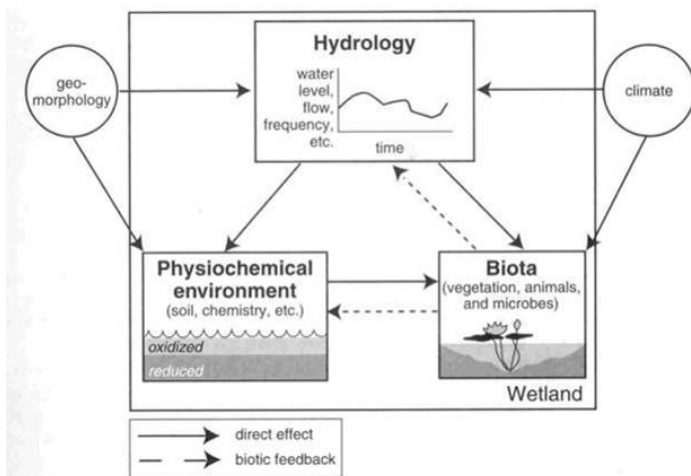 Hydrology
water
level,
flow,
frequency,
etc.
time
geo-
morphology
climate
Physiochemical
environment
(soil, chemistry, etc.)
oxidized
reduced
Biota
(vegetation, animals,
and microbes)
Wetland
direct effect
biotic feedback